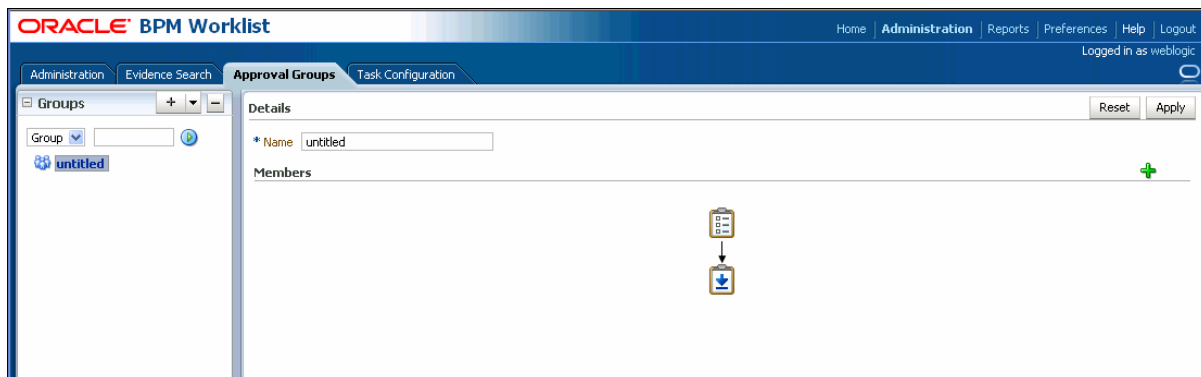 ORACLE BPM Worklist
Home Administration Reports Preferences Help Logout
Logged in as weblogic
Administration Evidence Search Approval Groups Task Configuration
Groups
Group
untitled
Details
Reset Apply
* Name untitled
Members